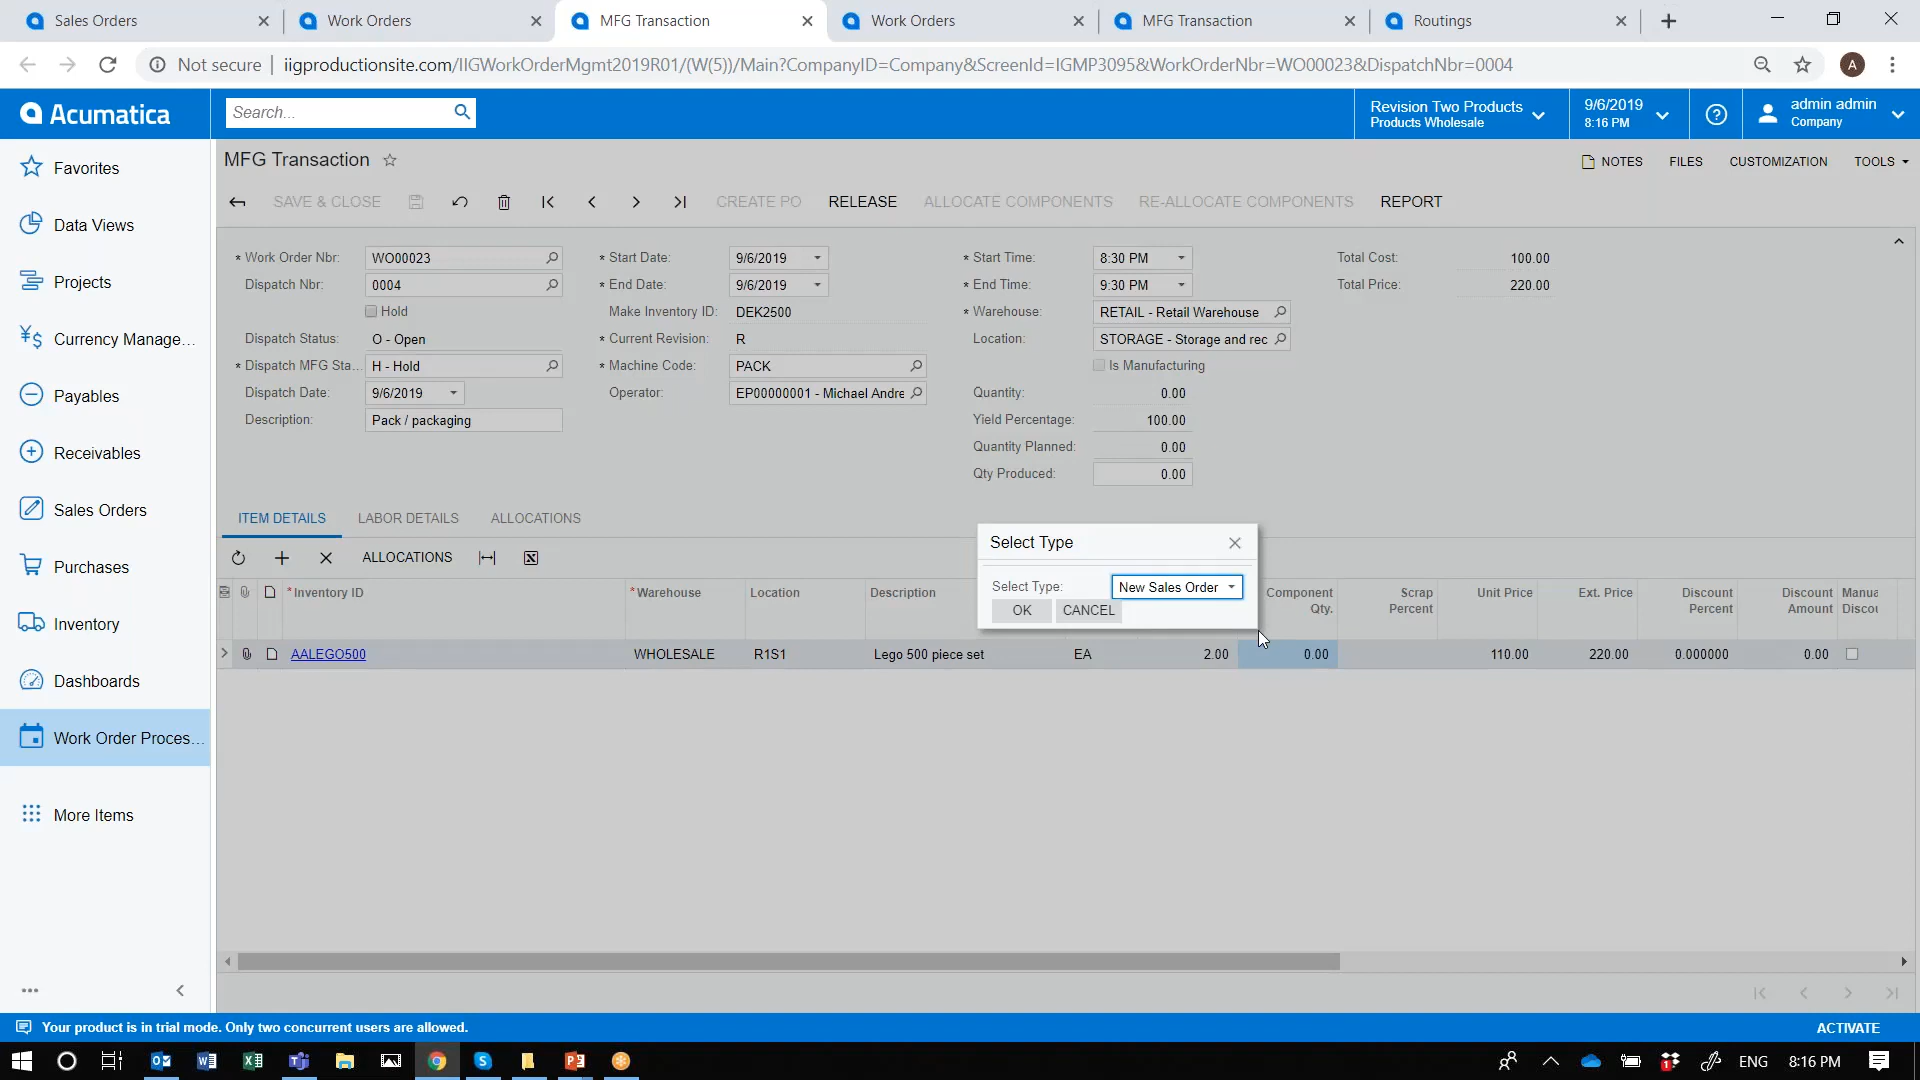 Sales Orders
Work Orders
MFG Transaction
Work Orders
MFG Transaction
Routings
Not secure
iigproductionsite.com/IIGWorkOrderMgmt2019R01/(W(5))/Main?CompanyID=Company&ScreenId=IGMP3095&WorkOrderNbr=WO00023&DispatchNbr=0004
A
Acumatica
Search...
Revision Two Products
Products Wholesale
9/6/2019
8:16 PM
admin admin
Company
Favorites
Data Views
Projects
Currency Manage...
Payables
Receivables
Sales Orders
Purchases
Inventory
Dashboards
Work Order Proces...
More Items
MFG Transaction
NOTES FILES CUSTOMIZATION TOOLS
SAVE & CLOSE CREATE PO RELEASE ALLOCATE COMPONENTS RE-ALLOCATE COMPONENTS REPORT
* Work Order Nbr: WO00023
Dispatch Nbr: 0004
Hold
Dispatch Status: O - Open
* Dispatch MFG Sta... H - Hold
Dispatch Date: 9/6/2019
Description: Pack / packaging
* Start Date: 9/6/2019
* End Date: 9/6/2019
Make Inventory ID: DEK2500
* Current Revision: R
* Machine Code: PACK
Operator: EP00000001 - Michael Andre
* Start Time: 8:30 PM
* End Time: 9:30 PM
* Warehouse: RETAIL - Retail Warehouse
Location: STORAGE - Storage and rec
Is Manufacturing
Quantity: 0.00
Yield Percentage: 100.00
Quantity Planned: 0.00
Qty Produced: 0.00
Total Cost: 100.00
Total Price: 220.00
ITEM DETAILS LABOR DETAILS ALLOCATIONS
ALLOCATIONS
* Inventory ID
* Warehouse
Location
Description
Component
Qty.
Scrap
Percent
Unit Price
Ext. Price
Discount
Percent
Discount
Amount
Manua
Discou
AALEGO500 WHOLESALE R1S1 Lego 500 piece set EA 2.00 0.00 110.00 220.00 0.000000 0.00
Select Type
Select Type: New Sales Order
OK CANCEL
Your product is in trial mode. Only two concurrent users are allowed.
ACTIVATE
ENG 8:16 PM